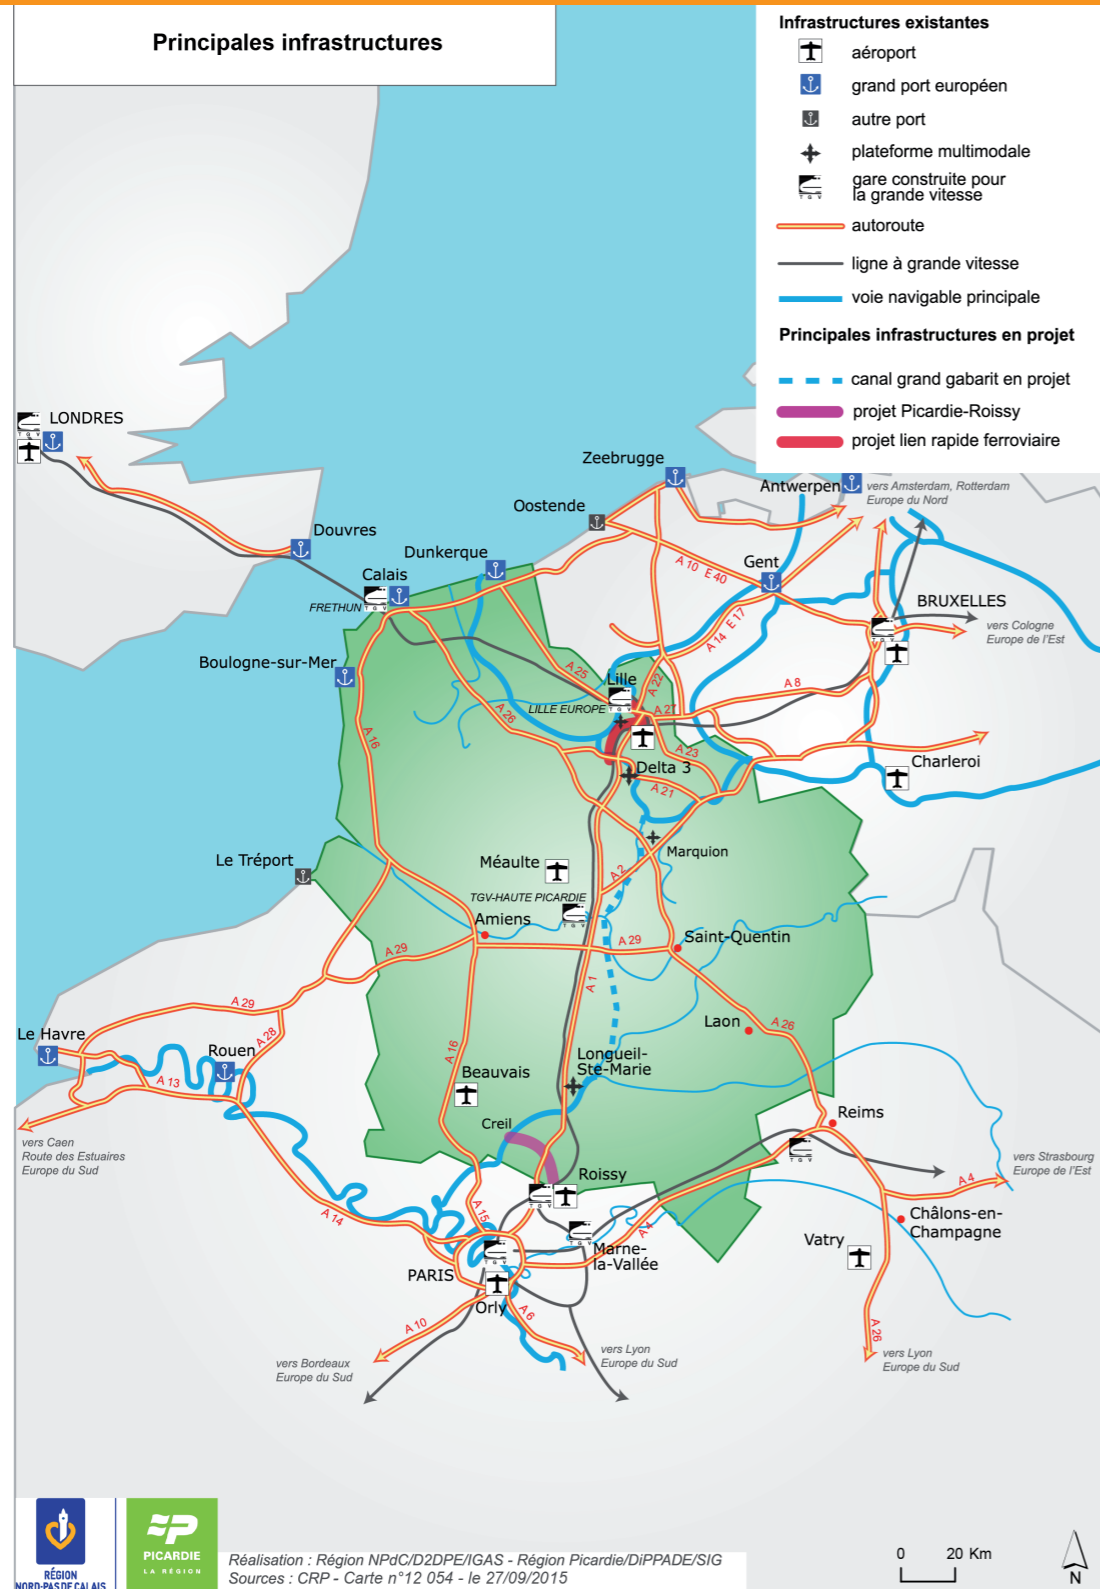 Principales infrastructures
Infrastructures existantes
aéroport
grand port européen
autre port
plateforme multimodale
gare construite pour
la grande vitesse
T G V
autoroute
ligne à grande vitesse
voie navigable principale
Principales infrastructures en projet
canal grand gabarit en projet
projet Picardie-Roissy
projet lien rapide ferroviaire
LONDRES
T G V
Zeebrugge
Antwerpen
vers Amsterdam, Rotterdam
Europe du Nord
Oostende
Douvres
Dunkerque
A 10 E 40
Gent
Calais
FRETHUN
T G V
BRUXELLES
T G V
vers Cologne
Europe de l'Est
A 14 E 17
Boulogne-sur-Mer
A 25
Lille
A 22
A 8
LILLE EUROPE
T G V
A 27
A 26
A 16
A 23
Delta 3
Charleroi
A 21
Marquion
Le Tréport
Méaulte
A 2
TGV-HAUTE PICARDIE
T G V
Amiens
A 29
Saint-Quentin
A 29
A 1
A 29
Laon
A 26
Le Havre
A 28
Rouen
A 16
Longueil-
Ste-Marie
A 13
Beauvais
Creil
Reims
vers Caen
Route des Estuaires
Europe du Sud
T G V
vers Strasbourg
Europe de l'Est
Roissy
T G V
A 4
A 15
A 14
Châlons-en-
Champagne
A 4
T G V
Marne-
la-Vallée
Vatry
T G V
PARIS
Orly
A 6
A 10
A 26
vers Bordeaux
Europe du Sud
vers Lyon
Europe du Sud
vers Lyon
Europe du Sud
RÉGION
NORD-PAS DE CALAIS
PICARDIE
LA RÉGION
Réalisation : Région NPdC/D2DPE/IGAS - Région Picardie/DiPPADE/SIG
Sources : CRP - Carte n°12 054 - le 27/09/2015
0 20 Km
N